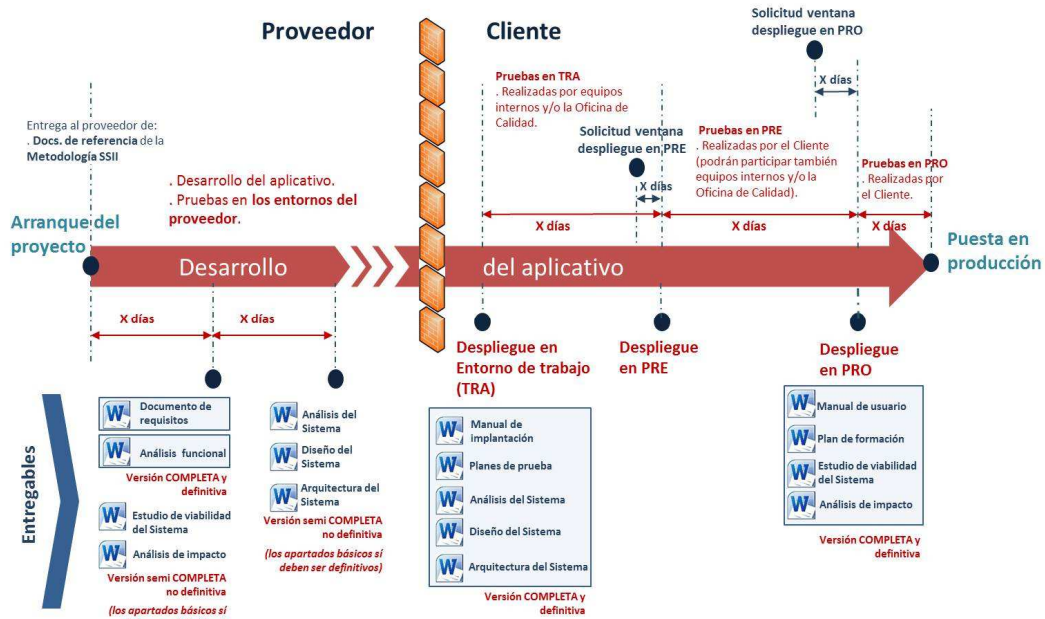 Proveedor
Cliente
Solicitud ventana
despliegue en PRO
X días
Pruebas en TRA
. Realizadas por equipos
internos y/o la Oficina de
Calidad.
Solicitud ventana
despliegue en PRE
X días
Pruebas en PRE
. Realizadas por el Cliente
(podrán participar también
equipos internos y/o la
Oficina de Calidad).
Pruebas en PRO
. Realizadas por
el Cliente.
Entrega al proveedor de:
. Docs. de referencia de la
Metodología SSII
. Desarrollo del aplicativo.
. Pruebas en los entornos del
proveedor.
X días
X días
X días
Arranque del
proyecto
Desarrollo
del aplicativo
Puesta en
producción
X días
X días
Despliegue en
Entorno de trabajo
(TRA)
Despliegue
en PRE
Despliegue
en PRO
Entregables
W
Documento de
requisitos
W
Análisis funcional
Versión COMPLETA y
definitiva
W
Estudio de viabilidad
del Sistema
W
Análisis de impacto
Versión semi COMPLETA
no definitiva
(los apartados básicos sí
W
Análisis del
Sistema
W
Diseño del
Sistema
W
Arquitectura del
Sistema
Versión semi COMPLETA
no definitiva
(los apartados básicos sí
deben ser definitivos)
W
Manual de
implantación
W
Planes de prueba
W
Análisis del Sistema
W
Diseño del Sistema
W
Arquitectura del Sistema
Versión COMPLETA y
definitiva
W
Manual de usuario
W
Plan de formación
W
Estudio de viabilidad
del Sistema
W
Análisis de impacto
Versión COMPLETA y
definitiva